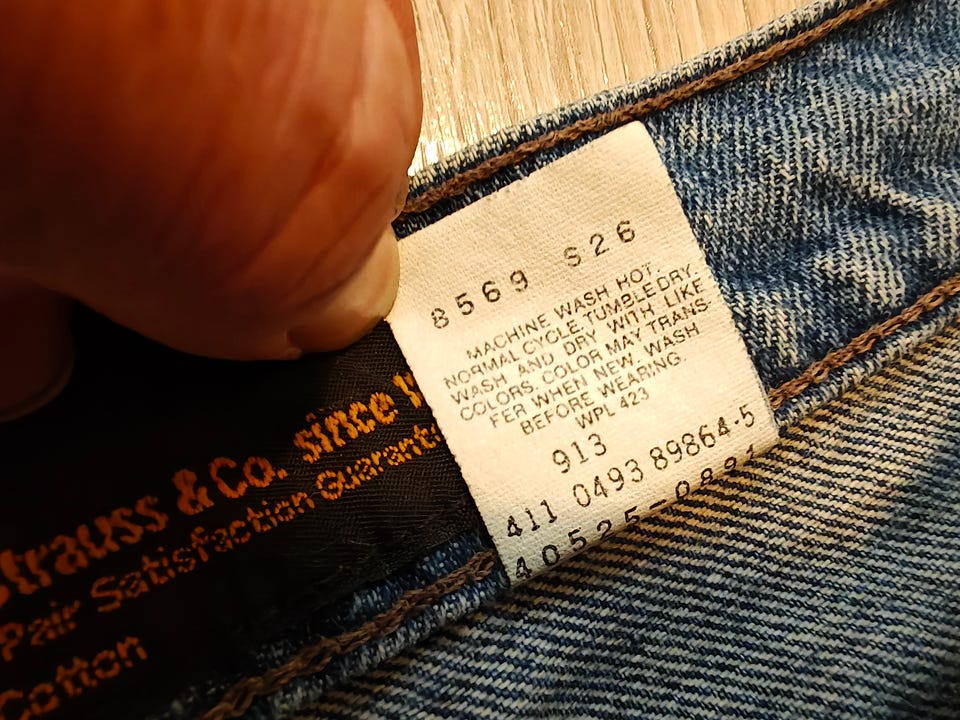 8569 S26
MACHINE WASH HOT.
NORMAL CYCLE, TUMBLE DRY.
WASH AND DRY WITH LIKE
COLORS. COLOR MAY TRANS-
FER WHEN NEW. WASH
BEFORE WEARING.
WPL 423
913
411 0493 89864-5
40525-0891
Strauss & Co. since
Pair Satisfaction Guarant
Cotton